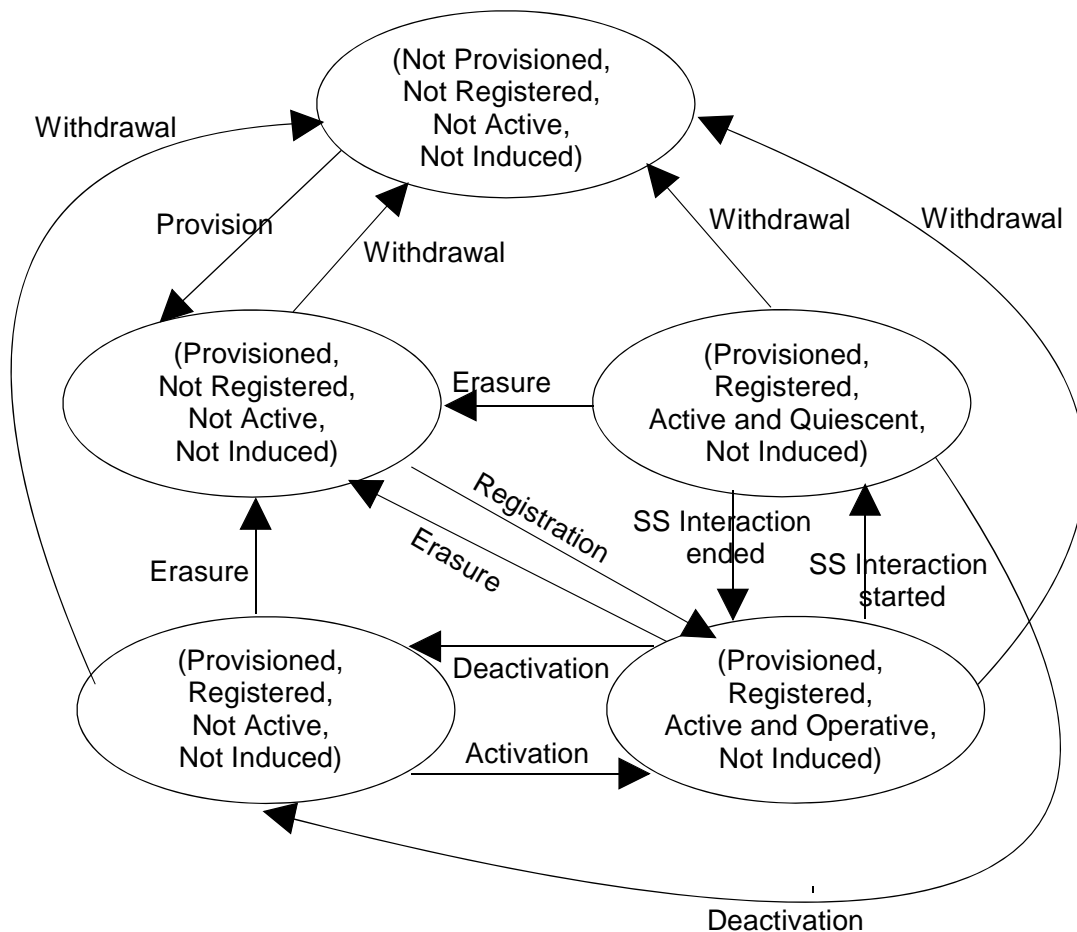 (Not Provisioned,
Not Registered,
Not Active,
Not Induced)
Withdrawal
Provision
Withdrawal
Withdrawal
Withdrawal
(Provisioned,
Not Registered,
Not Active,
Not Induced)
Erasure
(Provisioned,
Registered,
Active and Quiescent,
Not Induced)
Registration
Erasure
SS Interaction
ended
SS Interaction
started
Erasure
(Provisioned,
Registered,
Not Active,
Not Induced)
Deactivation
Activation
(Provisioned,
Registered,
Active and Operative,
Not Induced)
Deactivation